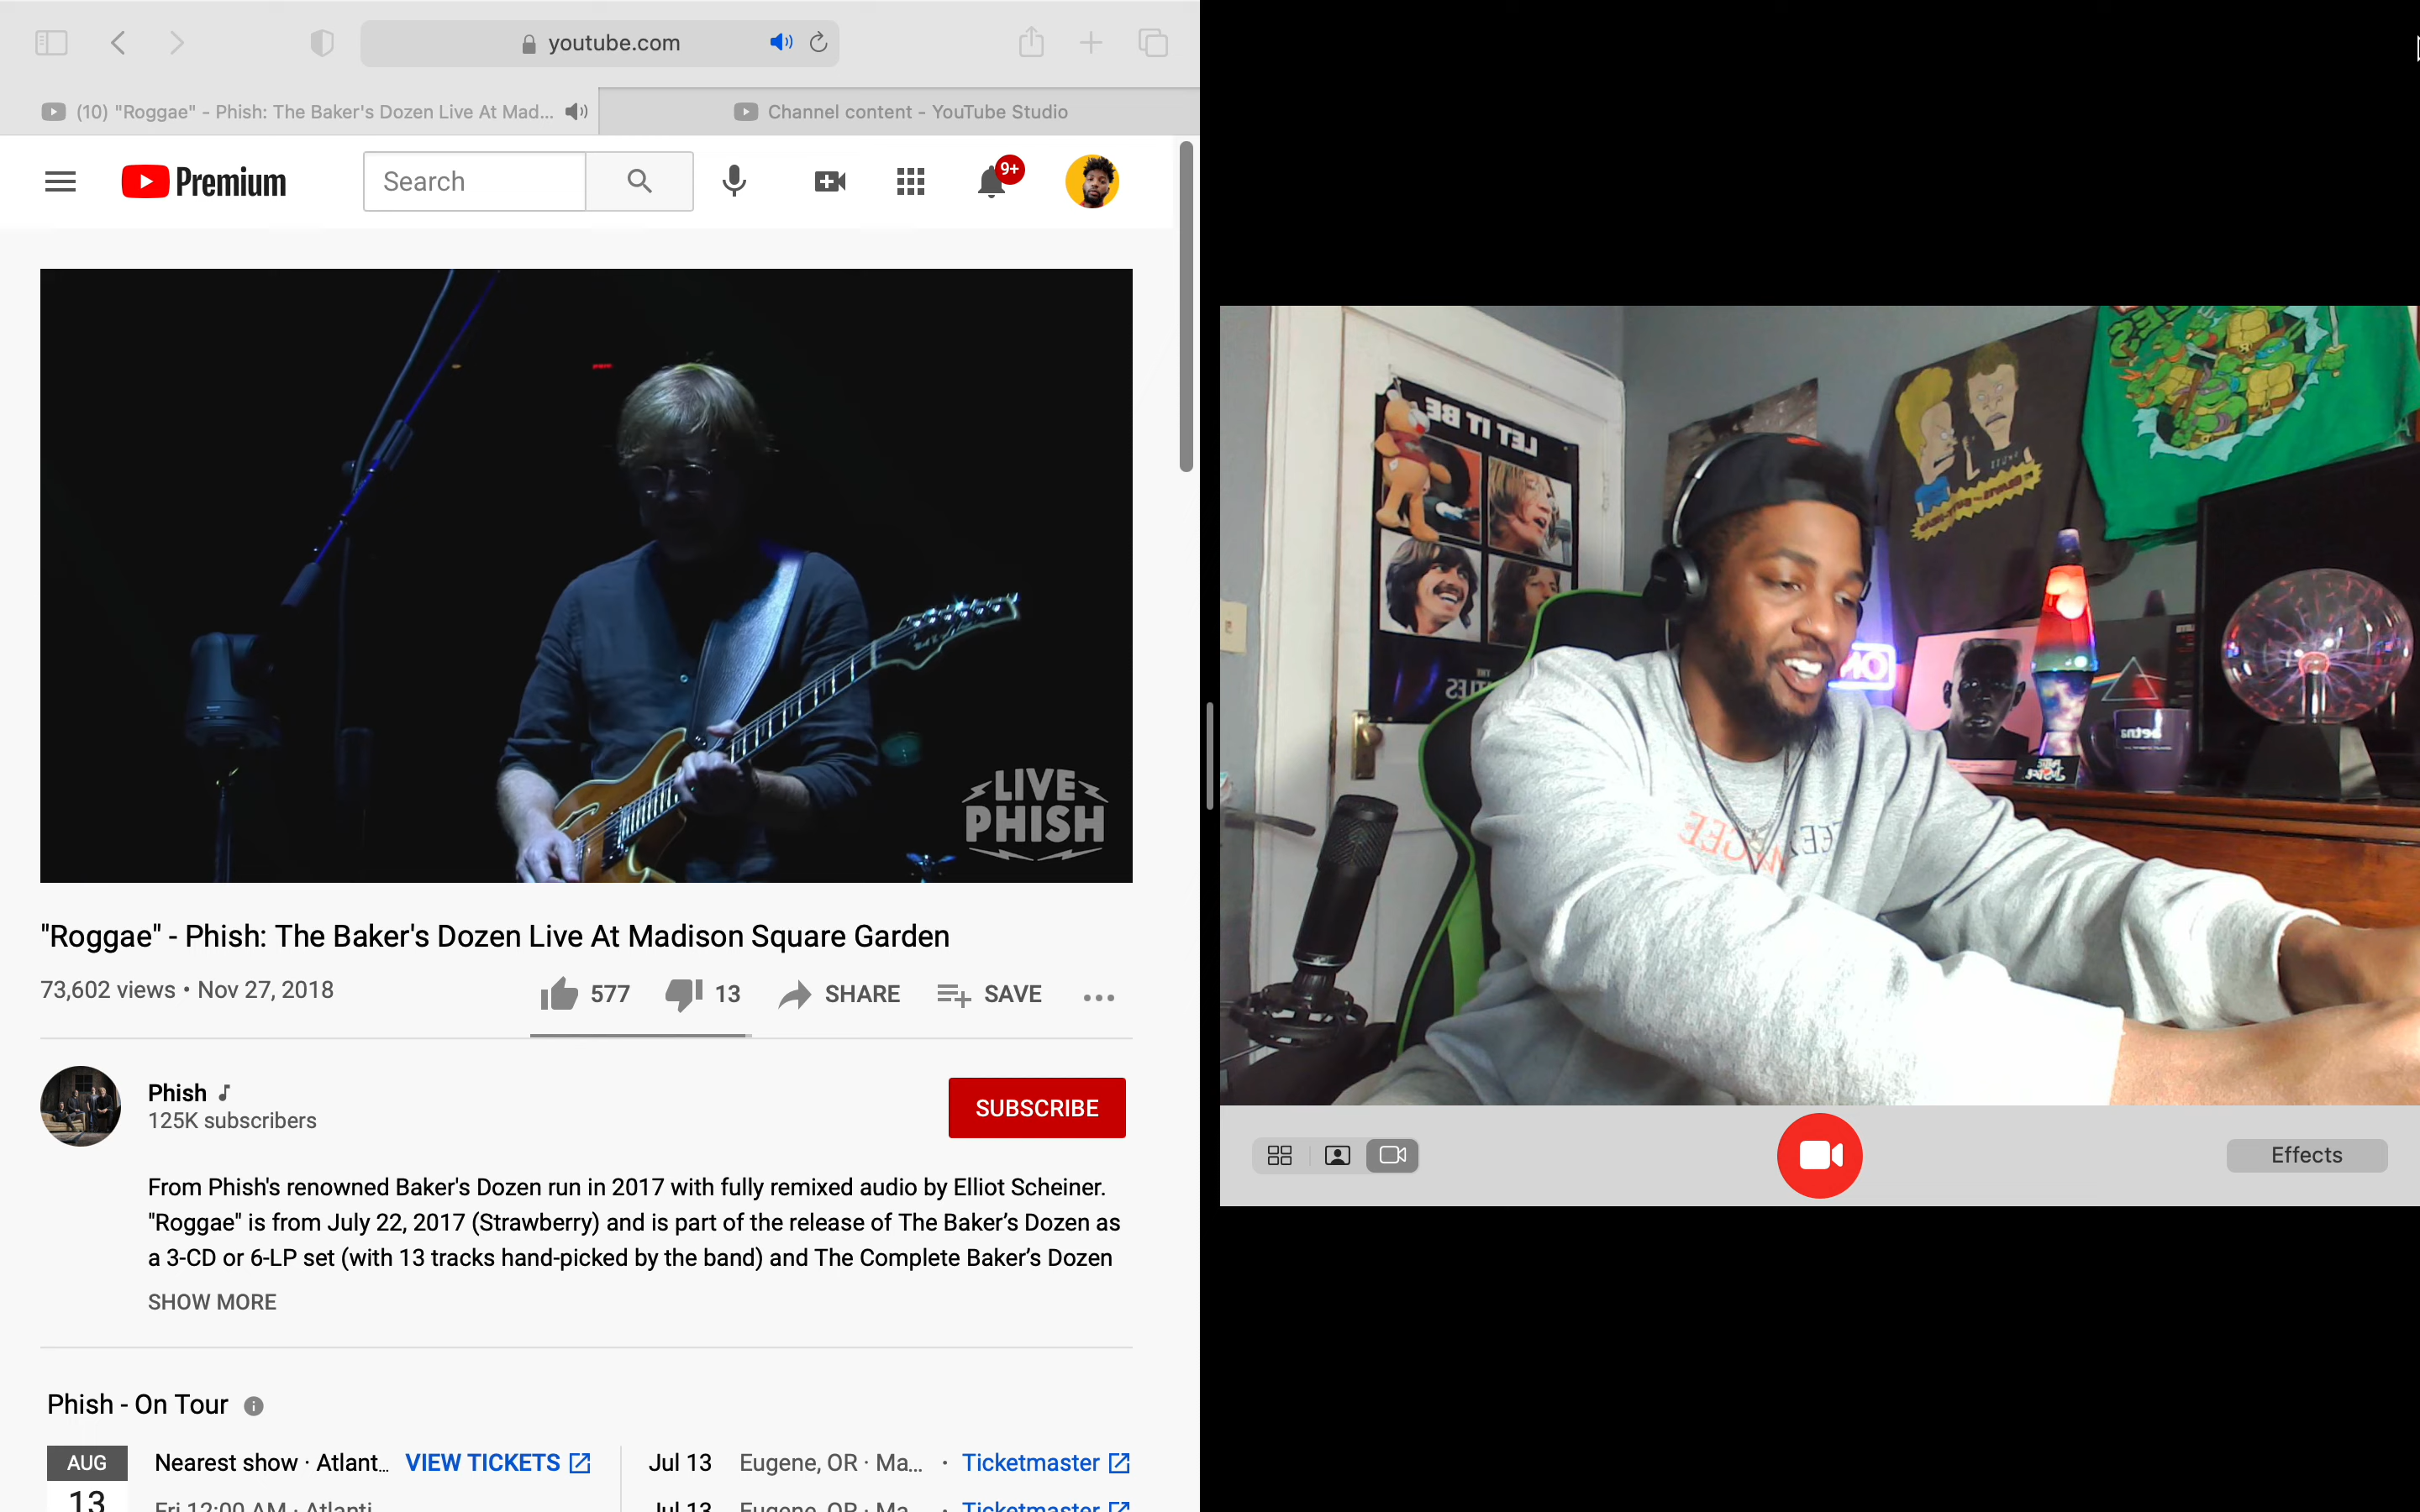 youtube.com
(10) "Roggae" - Phish: The Baker's Dozen Live At Mad...
Channel content - YouTube Studio
Premium
Search
9+
LIVE
PHISH
"Roggae" - Phish: The Baker's Dozen Live At Madison Square Garden
73,602 views • Nov 27, 2018
577
13
SHARE
SAVE
Phish
125K subscribers
SUBSCRIBE
From Phish's renowned Baker's Dozen run in 2017 with fully remixed audio by Elliot Scheiner.
"Roggae" is from July 22, 2017 (Strawberry) and is part of the release of The Baker's Dozen as
a 3-CD or 6-LP set (with 13 tracks hand-picked by the band) and The Complete Baker's Dozen
SHOW MORE
Phish - On Tour
AUG
13
Nearest show · Atlant...
VIEW TICKETS
Fri 12:00 AM · Atlanti
Jul 13 Eugene, OR · Ma... · Ticketmaster
Jul 13 Eugene, OR · Ma · Ticketmaster
LET IT BE
THE
BEATLES
aetna
Effects